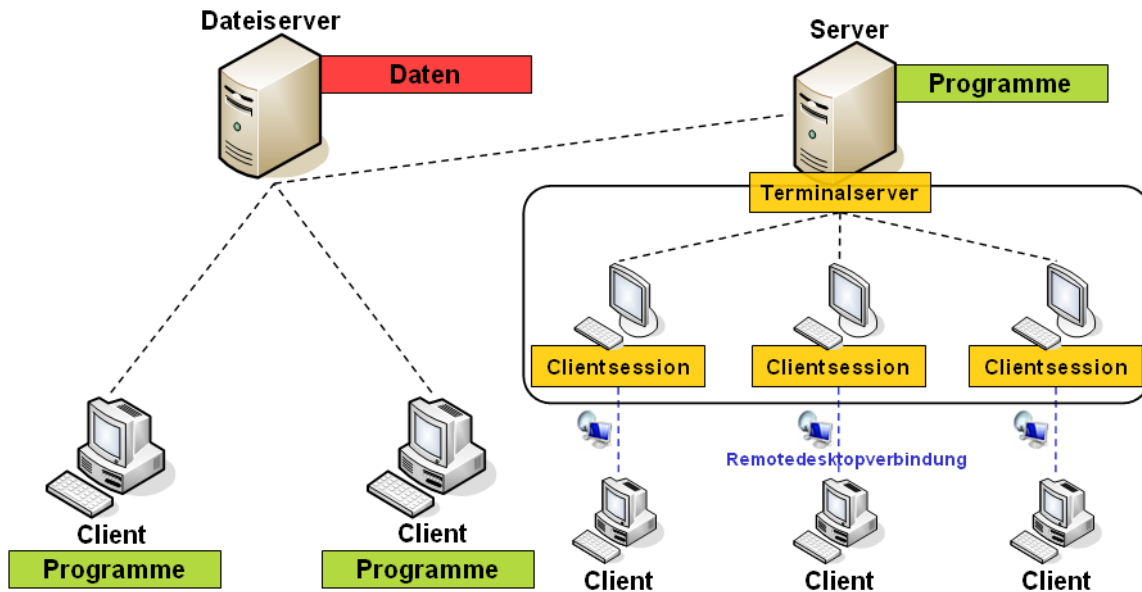 Dateiserver
Daten
Server
Programme
Terminalserver
Clientsession
Clientsession
Clientsession
Remotedesktopverbindung
Client
Programme
Client
Programme
Client
Client
Client